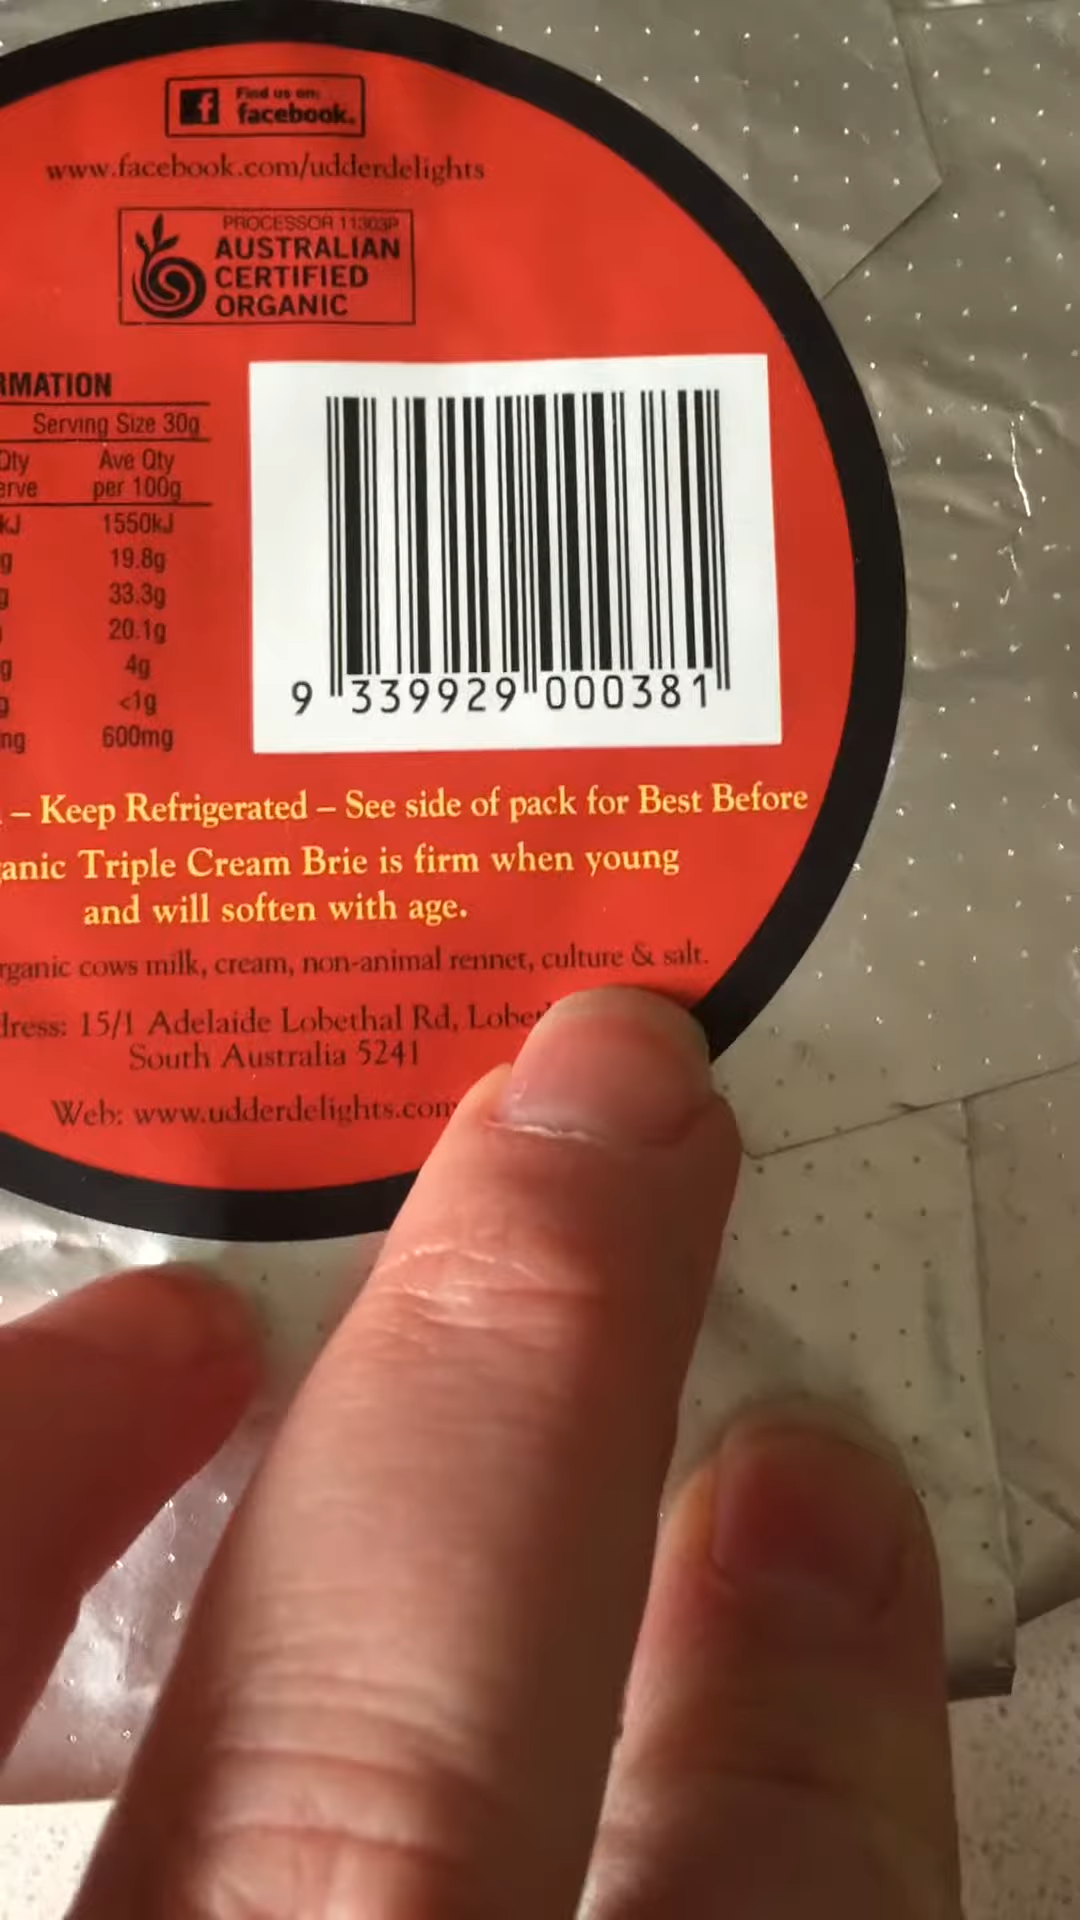 Find us on:
facebook.
www.facebook.com/udderdelights
PROCESSOR 11303P
AUSTRALIAN
CERTIFIED
ORGANIC
RMATION
Serving Size 30g
Qty Ave Qty
erve per 100g
kJ 1550kJ
g 19.8g
g 33.3g
20.1g
g 4g
g <1g
mg 600mg
9 339929 000381
– Keep Refrigerated – See side of pack for Best Before
anic Triple Cream Brie is firm when young
and will soften with age.
rganic cows milk, cream, non-animal rennet, culture & salt.
dress: 15/1 Adelaide Lobethal Rd, Lobet
South Australia 5241
Web: www.udderdelights.com